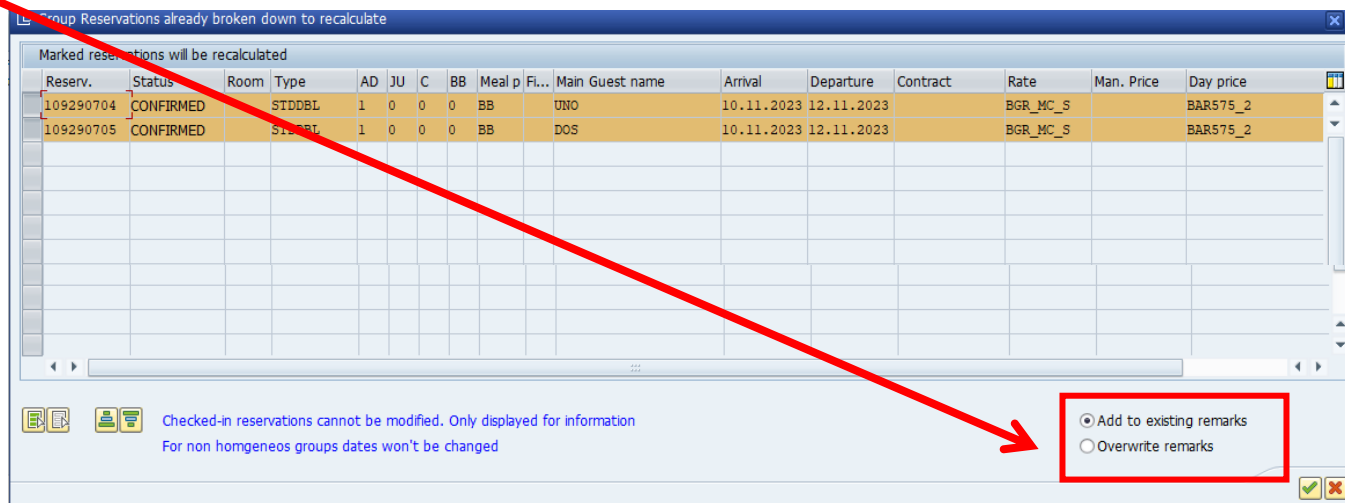 Group Reservations already broken down to recalculate
Marked reservations will be recalculated
Reserv. Status Room Type AD JU C BB Meal p Fi... Main Guest name Arrival Departure Contract Rate Man. Price Day price
109290704 CONFIRMED STDDBL 1 0 0 0 BB UNO 10.11.2023 12.11.2023 BGR_MC_S BAR575_2
109290705 CONFIRMED STDDBL 1 0 0 0 BB DOS 10.11.2023 12.11.2023 BGR_MC_S BAR575_2
Checked-in reservations cannot be modified. Only displayed for information
For non homgeneos groups dates won't be changed
Add to existing remarks
Overwrite remarks